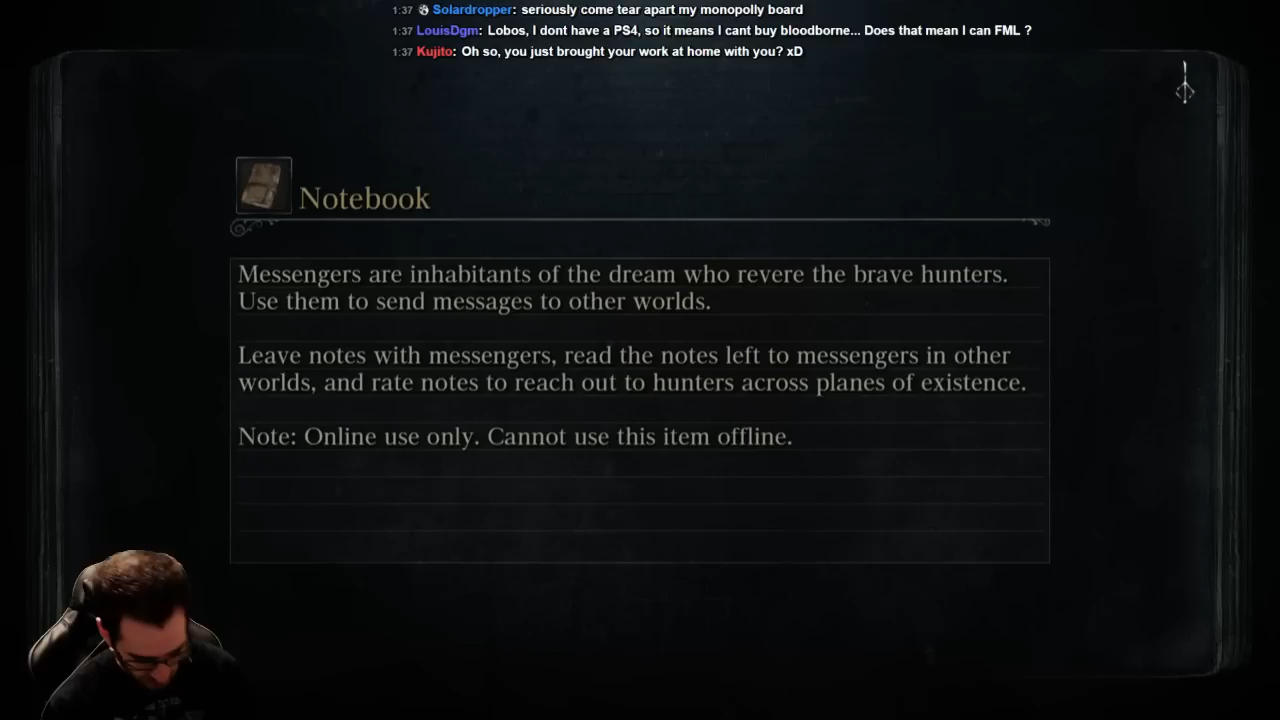 1:37 Solardropper: seriously come tear apart my monopolly board
1:37 LouisDgm: Lobos, I dont have a PS4, so it means I cant buy bloodborne... Does that mean I can FML ?
1:37 Kujito: Oh so, you just brought your work at home with you? xD
Notebook
Messengers are inhabitants of the dream who revere the brave hunters.
Use them to send messages to other worlds.
Leave notes with messengers, read the notes left to messengers in other
worlds, and rate notes to reach out to hunters across planes of existence.
Note: Online use only. Cannot use this item offline.